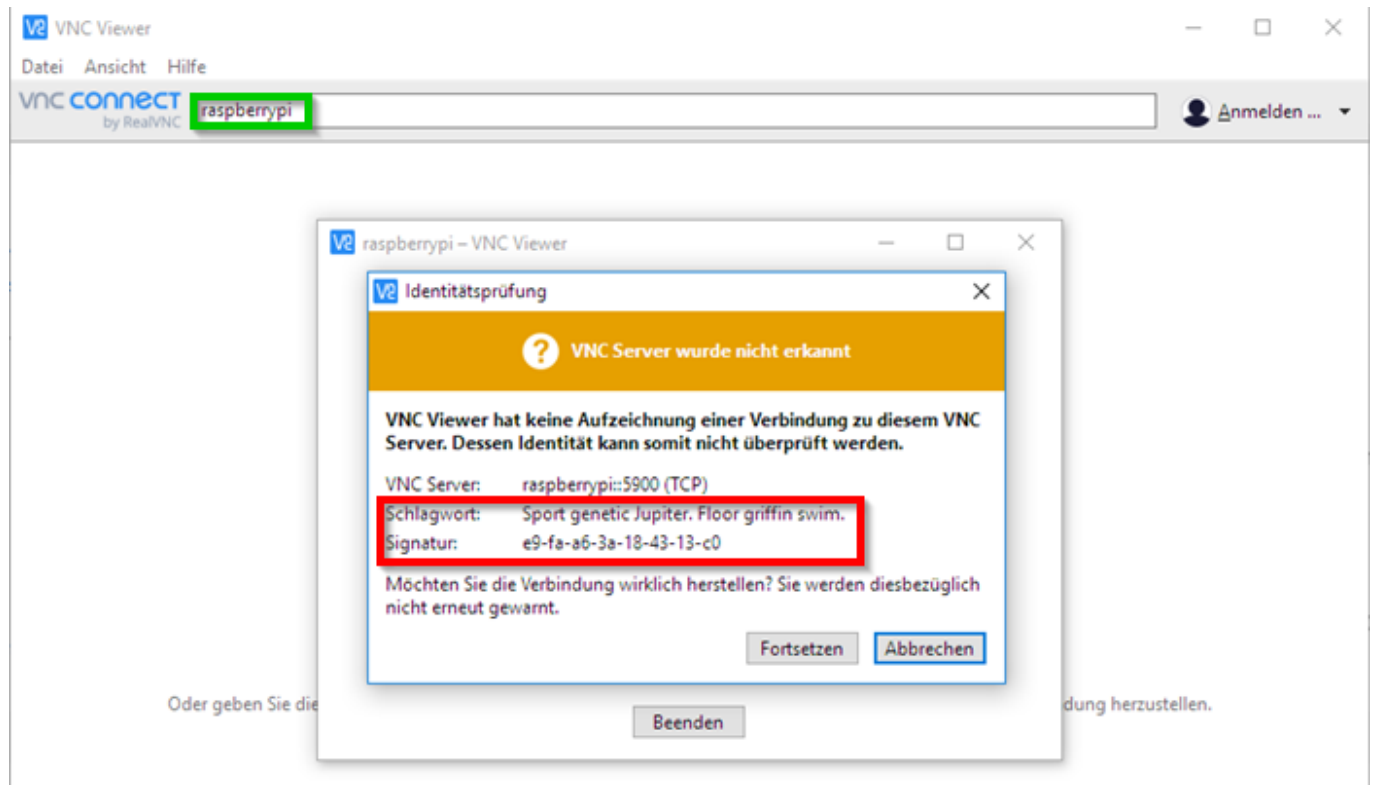 VNC Viewer
Datei Ansicht Hilfe
vnc connect
by RealVNC
raspberrypi
Anmelden ...
raspberrypi – VNC Viewer
Identitätsprüfung
VNC Server wurde nicht erkannt
VNC Viewer hat keine Aufzeichnung einer Verbindung zu diesem VNC
Server. Dessen Identität kann somit nicht überprüft werden.
VNC Server: raspberrypi::5900 (TCP)
Schlagwort: Sport genetic Jupiter. Floor griffin swim.
Signatur: e9-fa-a6-3a-18-43-13-c0
Möchten Sie die Verbindung wirklich herstellen? Sie werden diesbezüglich
nicht erneut gewarnt.
Fortsetzen Abbrechen
Oder geben Sie die dung herzustellen.
Beenden